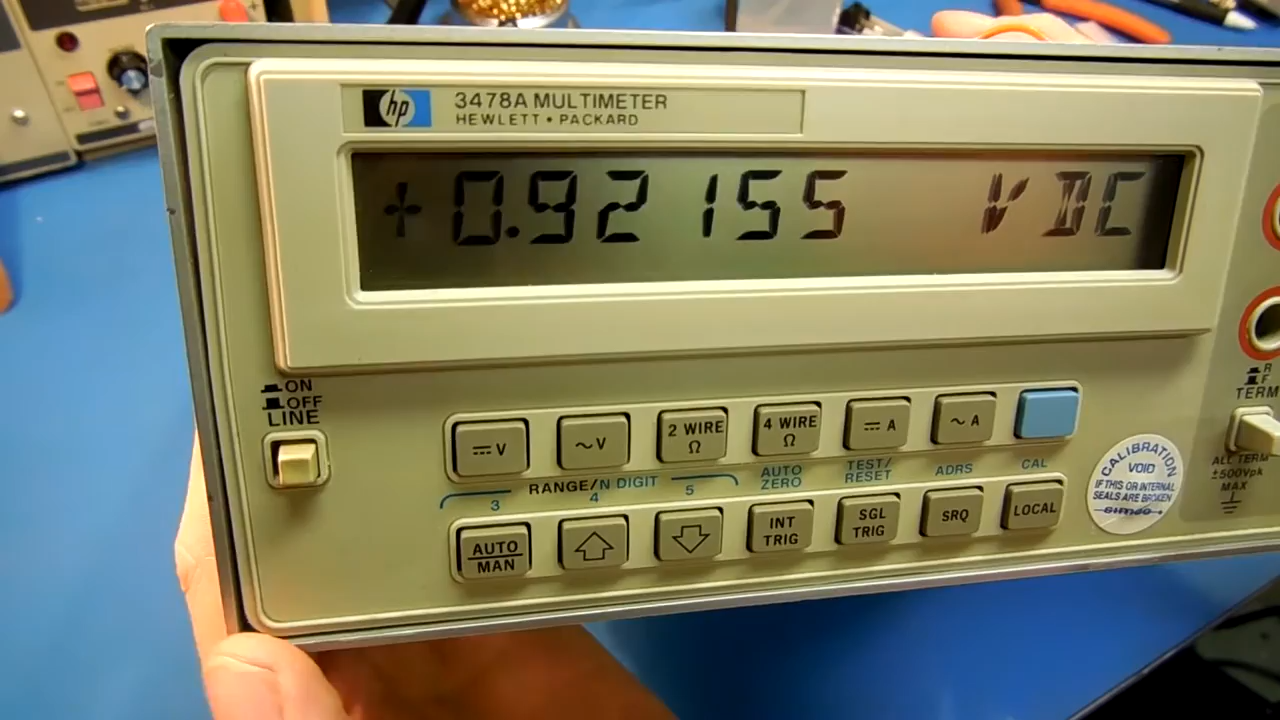 hp
3478A MULTIMETER
HEWLETT • PACKARD
+0.92155 V DC
ON
OFF
LINE
⎓V
~V
2 WIRE
Ω
4 WIRE
Ω
⎓A
~A
RANGE/N DIGIT
3
4
5
AUTO
ZERO
TEST/
RESET
ADRS
CAL
AUTO
MAN
INT
TRIG
SGL
TRIG
SRQ
LOCAL
CALIBRATION
VOID
IF THIS OR INTERNAL
SEALS ARE BROKEN
R
F
TERM
ALL TERM
±500Vpk
MAX